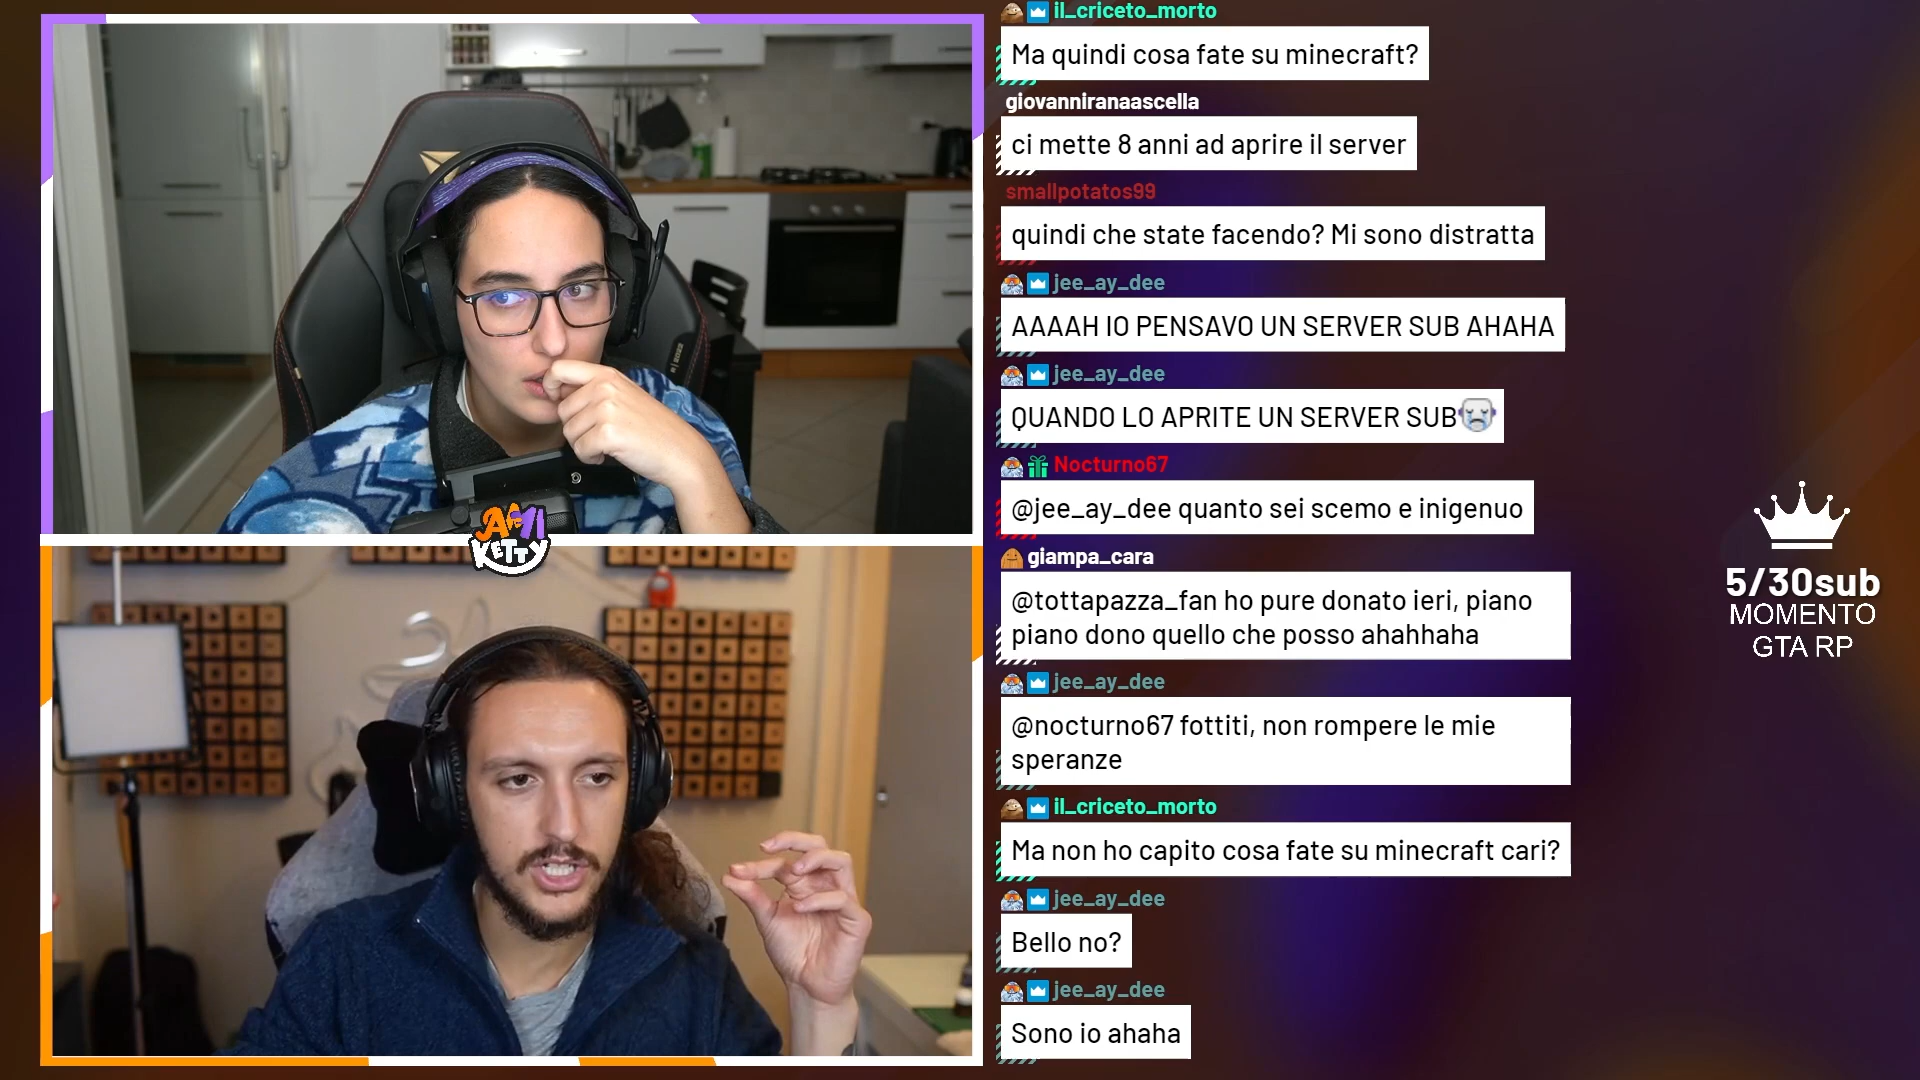 il_criceto_morto
Ma quindi cosa fate su minecraft?
giovanniranaascella
ci mette 8 anni ad aprire il server
smallpotatos99
quindi che state facendo? Mi sono distratta
jee_ay_dee
AAAAH IO PENSAVO UN SERVER SUB AHAHA
jee_ay_dee
QUANDO LO APRITE UN SERVER SUB
Nocturno67
@jee_ay_dee quanto sei scemo e inigenuo
giampa_cara
@tottapazza_fan ho pure donato ieri, piano
piano dono quello che posso ahahhaha
jee_ay_dee
@nocturno67 fottiti, non rompere le mie
speranze
il_criceto_morto
Ma non ho capito cosa fate su minecraft cari?
jee_ay_dee
Bello no?
jee_ay_dee
Sono io ahaha
5/30sub
MOMENTO
GTA RP
KETTY